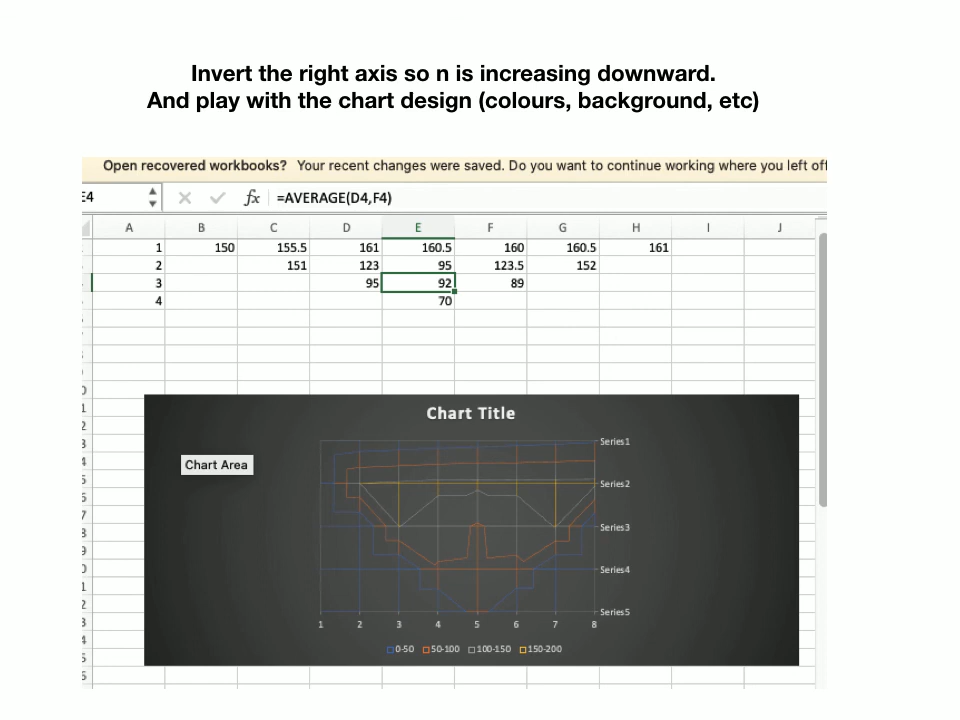 Invert the right axis so n is increasing downward.
And play with the chart design (colours, background, etc)
Open recovered workbooks? Your recent changes were saved. Do you want to continue working where you left off
E4 fx =AVERAGE(D4,F4)
A B C D E F G H I J
1 150 155.5 161 160.5 160 160.5 161
2 151 123 95 123.5 152
3 95 92 89
4 70
Chart Title
Chart Area
Series1
Series2
Series3
Series4
Series5
1 2 3 4 5 6 7 8
0-50 50-100 100-150 150-200